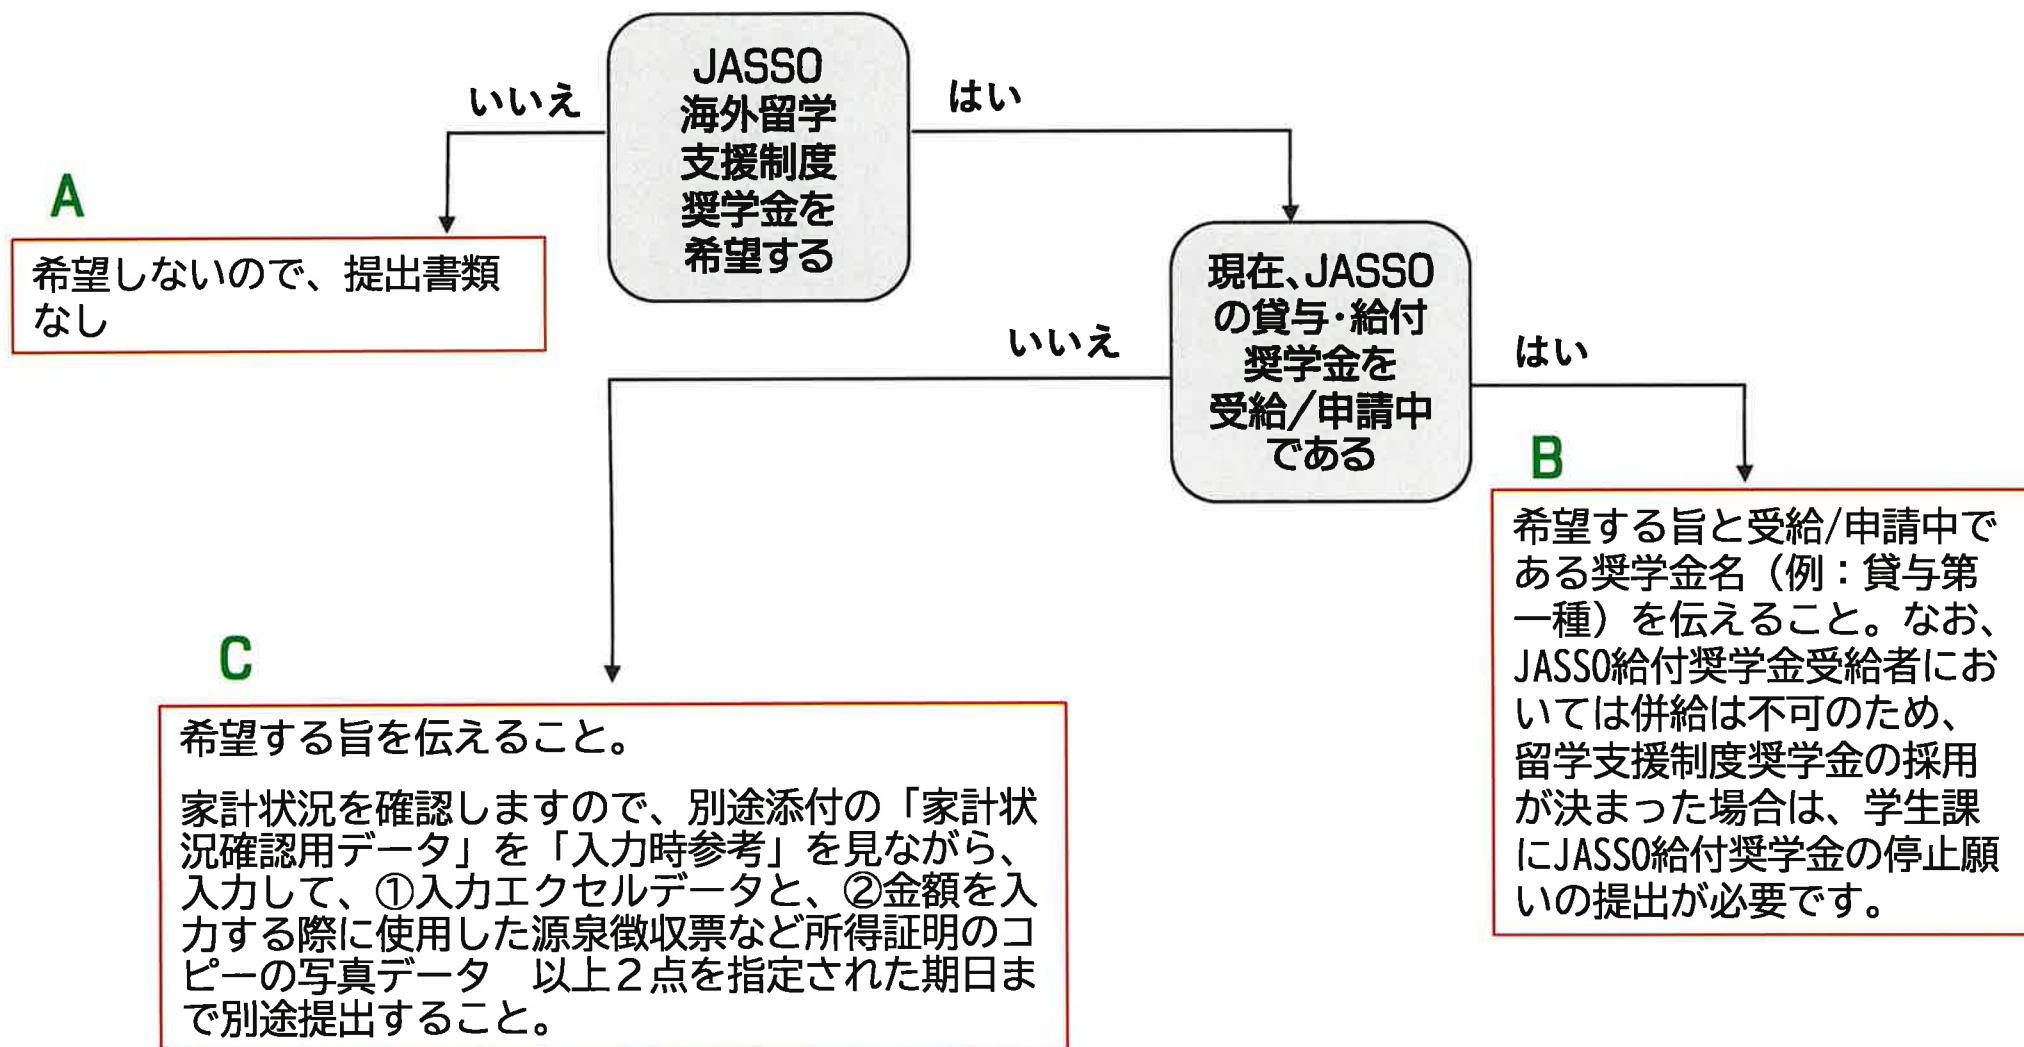 JASSO
海外留学
支援制度
奨学金を
希望する
いいえ
はい
A
希望しないので、提出書類
なし
現在、JASSO
の貸与・給付
奨学金を
受給/申請中
である
いいえ
はい
B
希望する旨と受給/申請中で
ある奨学金名（例：貸与第
一種）を伝えること。なお、
JASSO給付奨学金受給者にお
いては併給は不可のため、
留学支援制度奨学金の採用
が決まった場合は、学生課
にJASSO給付奨学金の停止願
いの提出が必要です。
C
希望する旨を伝えること。
家計状況を確認しますので、別途添付の「家計状
況確認用データ」を「入力時参考」を見ながら、
入力して、①入力エクセルデータと、②金額を入
力する際に使用した源泉徴収票など所得証明のコ
ピーの写真データ　以上２点を指定された期日ま
で別途提出すること。